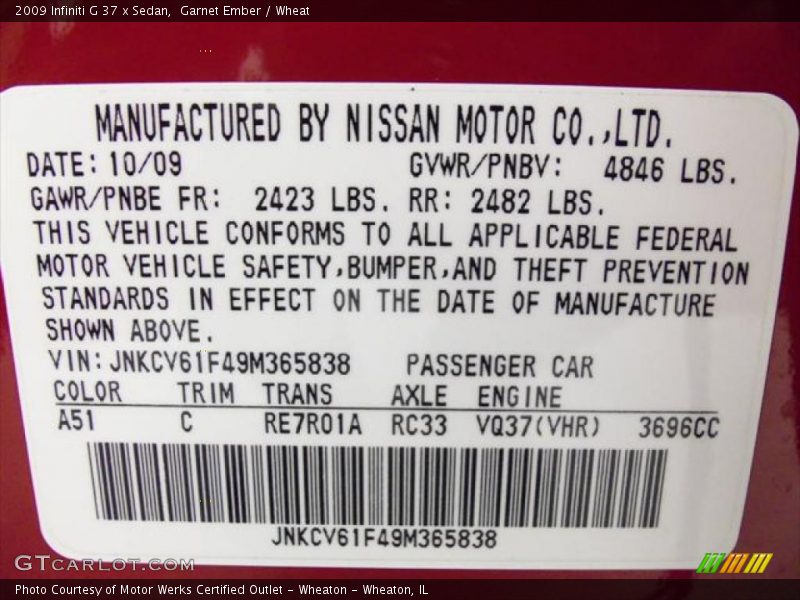 2009 Infiniti G 37 x Sedan,  Garnet Ember / Wheat
MANUFACTURED BY NISSAN MOTOR CO.,LTD.
DATE: 10/09 GVWR/PNBV: 4846 LBS.
GAWR/PNBE FR: 2423 LBS. RR: 2482 LBS.
THIS VEHICLE CONFORMS TO ALL APPLICABLE FEDERAL
MOTOR VEHICLE SAFETY,BUMPER,AND THEFT PREVENTION
STANDARDS IN EFFECT ON THE DATE OF MANUFACTURE
SHOWN ABOVE.
VIN: JNKCV61F49M365838 PASSENGER CAR
COLOR TRIM TRANS AXLE ENGINE
A51 C RE7R01A RC33 VQ37(VHR) 3696CC
JNKCV61F49M365838
GTCARLOT.COM
Photo Courtesy of Motor Werks Certified Outlet - Wheaton - Wheaton, IL